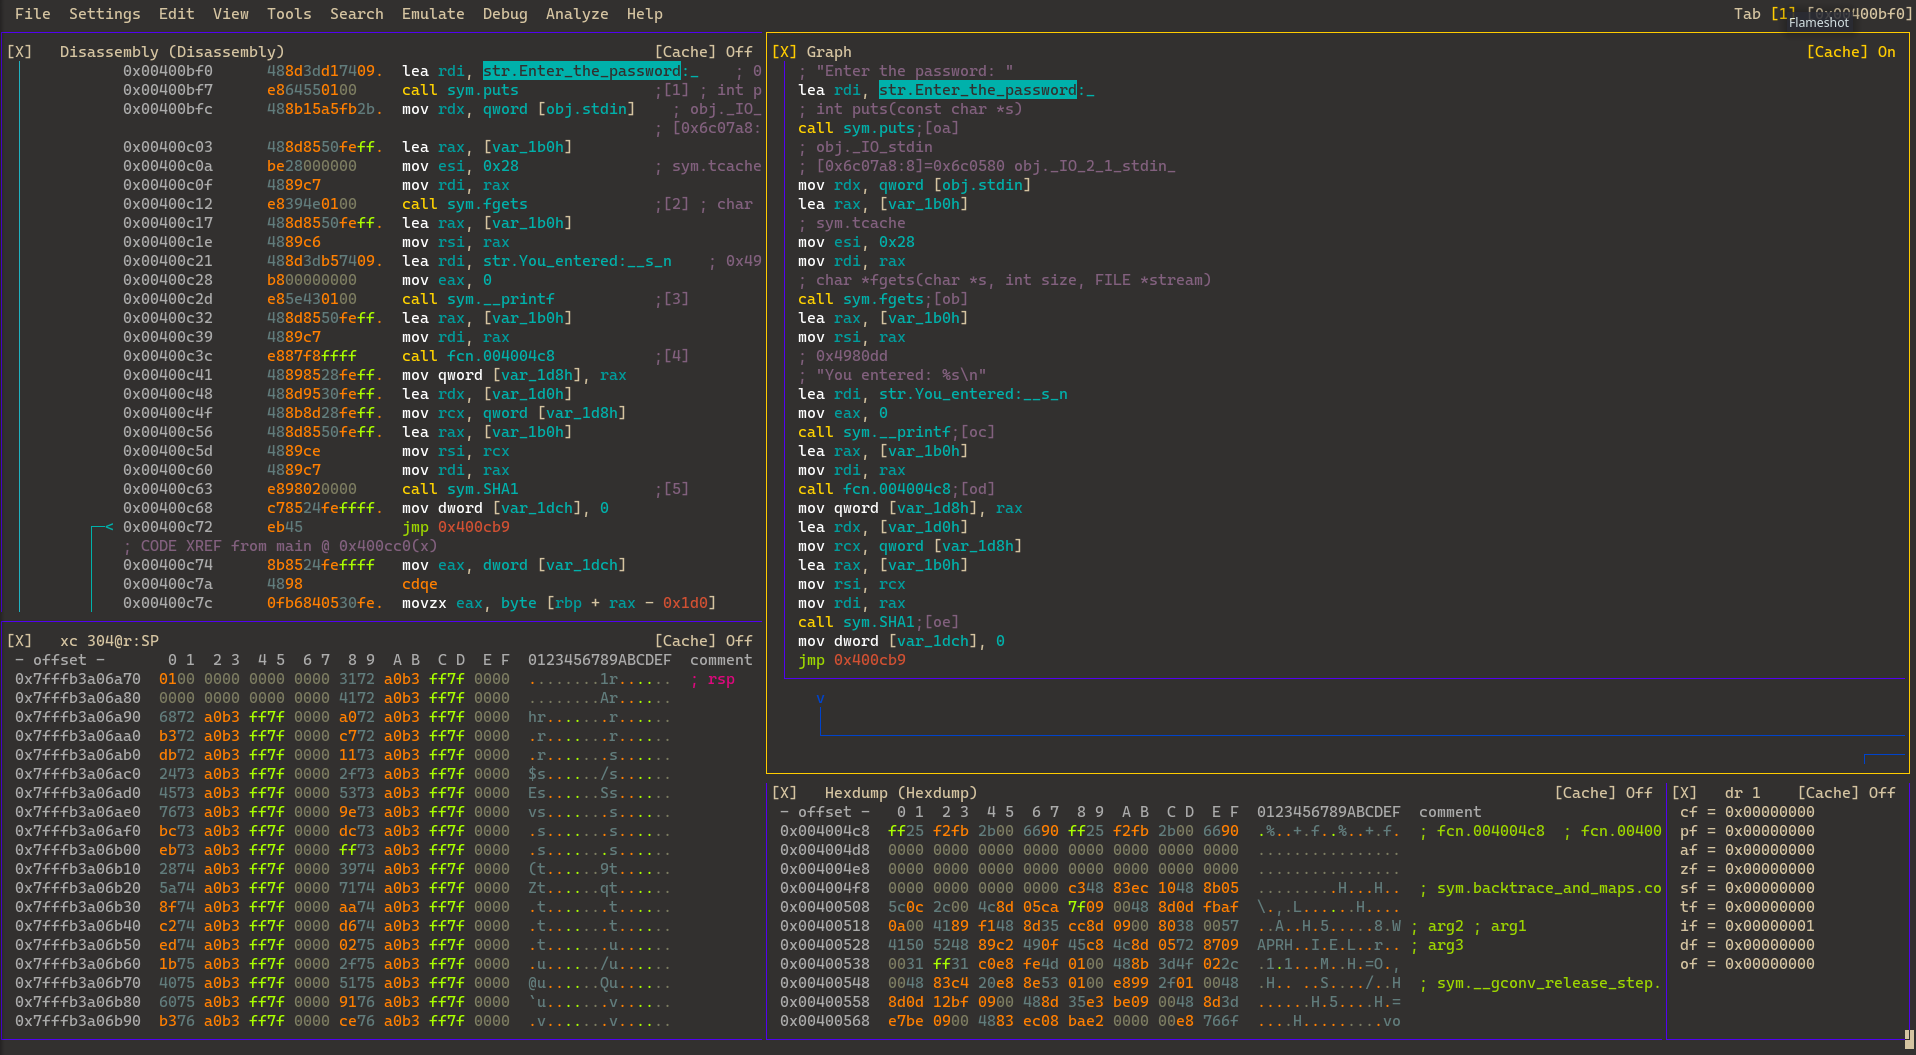 File  Settings  Edit  View  Tools  Search  Emulate  Debug  Analyze  Help
Tab [1] [0x00400bf0]
Flameshot
[X]   Disassembly (Disassembly)   [Cache] Off
0x00400bf0      488d3dd17409.  lea rdi, str.Enter_the_password:_    ; 0
0x00400bf7      e864550100     call sym.puts               ;[1] ; int p
0x00400bfc      488b15a5fb2b.  mov rdx, qword [obj.stdin]    ; obj._IO_
; [0x6c07a8:
0x00400c03      488d8550feff.  lea rax, [var_1b0h]
0x00400c0a      be28000000     mov esi, 0x28               ; sym.tcache
0x00400c0f      4889c7         mov rdi, rax
0x00400c12      e8394e0100     call sym.fgets              ;[2] ; char
0x00400c17      488d8550feff.  lea rax, [var_1b0h]
0x00400c1e      4889c6         mov rsi, rax
0x00400c21      488d3db57409.  lea rdi, str.You_entered:__s_n    ; 0x49
0x00400c28      b800000000     mov eax, 0
0x00400c2d      e85e430100     call sym.__printf           ;[3]
0x00400c32      488d8550feff.  lea rax, [var_1b0h]
0x00400c39      4889c7         mov rdi, rax
0x00400c3c      e887f8ffff     call fcn.004004c8           ;[4]
0x00400c41      48898528feff.  mov qword [var_1d8h], rax
0x00400c48      488d9530feff.  lea rdx, [var_1d0h]
0x00400c4f      488b8d28feff.  mov rcx, qword [var_1d8h]
0x00400c56      488d8550feff.  lea rax, [var_1b0h]
0x00400c5d      4889ce         mov rsi, rcx
0x00400c60      4889c7         mov rdi, rax
0x00400c63      e898020000     call sym.SHA1               ;[5]
0x00400c68      c78524feffff.  mov dword [var_1dch], 0
< 0x00400c72      eb45           jmp 0x400cb9
; CODE XREF from main @ 0x400cc0(x)
0x00400c74      8b8524feffff   mov eax, dword [var_1dch]
0x00400c7a      4898           cdqe
0x00400c7c      0fb6840530fe.  movzx eax, byte [rbp + rax - 0x1d0]
[X]   xc 304@r:SP   [Cache] Off
- offset -       0 1  2 3  4 5  6 7  8 9  A B  C D  E F  0123456789ABCDEF  comment
0x7fffb3a06a70  0100 0000 0000 0000 3172 a0b3 ff7f 0000  ........1r......  ; rsp
0x7fffb3a06a80  0000 0000 0000 0000 4172 a0b3 ff7f 0000  ........Ar......
0x7fffb3a06a90  6872 a0b3 ff7f 0000 a072 a0b3 ff7f 0000  hr.......r......
0x7fffb3a06aa0  b372 a0b3 ff7f 0000 c772 a0b3 ff7f 0000  .r.......r......
0x7fffb3a06ab0  db72 a0b3 ff7f 0000 1173 a0b3 ff7f 0000  .r.......s......
0x7fffb3a06ac0  2473 a0b3 ff7f 0000 2f73 a0b3 ff7f 0000  $s....../s......
0x7fffb3a06ad0  4573 a0b3 ff7f 0000 5373 a0b3 ff7f 0000  Es......Ss......
0x7fffb3a06ae0  7673 a0b3 ff7f 0000 9e73 a0b3 ff7f 0000  vs.......s......
0x7fffb3a06af0  bc73 a0b3 ff7f 0000 dc73 a0b3 ff7f 0000  .s.......s......
0x7fffb3a06b00  eb73 a0b3 ff7f 0000 ff73 a0b3 ff7f 0000  .s.......s......
0x7fffb3a06b10  2874 a0b3 ff7f 0000 3974 a0b3 ff7f 0000  (t......9t......
0x7fffb3a06b20  5a74 a0b3 ff7f 0000 7174 a0b3 ff7f 0000  Zt......qt......
0x7fffb3a06b30  8f74 a0b3 ff7f 0000 aa74 a0b3 ff7f 0000  .t.......t......
0x7fffb3a06b40  c274 a0b3 ff7f 0000 d674 a0b3 ff7f 0000  .t.......t......
0x7fffb3a06b50  ed74 a0b3 ff7f 0000 0275 a0b3 ff7f 0000  .t.......u......
0x7fffb3a06b60  1b75 a0b3 ff7f 0000 2f75 a0b3 ff7f 0000  .u....../u......
0x7fffb3a06b70  4075 a0b3 ff7f 0000 5175 a0b3 ff7f 0000  @u......Qu......
0x7fffb3a06b80  6075 a0b3 ff7f 0000 9176 a0b3 ff7f 0000  `u.......v......
0x7fffb3a06b90  b376 a0b3 ff7f 0000 ce76 a0b3 ff7f 0000  .v.......v......
[X] Graph   [Cache] On
; "Enter the password: "
lea rdi, str.Enter_the_password:_
; int puts(const char *s)
call sym.puts;[oa]
; obj._IO_stdin
; [0x6c07a8:8]=0x6c0580 obj._IO_2_1_stdin_
mov rdx, qword [obj.stdin]
lea rax, [var_1b0h]
; sym.tcache
mov esi, 0x28
mov rdi, rax
; char *fgets(char *s, int size, FILE *stream)
call sym.fgets;[ob]
lea rax, [var_1b0h]
mov rsi, rax
; 0x4980dd
; "You entered: %s\n"
lea rdi, str.You_entered:__s_n
mov eax, 0
call sym.__printf;[oc]
lea rax, [var_1b0h]
mov rdi, rax
call fcn.004004c8;[od]
mov qword [var_1d8h], rax
lea rdx, [var_1d0h]
mov rcx, qword [var_1d8h]
lea rax, [var_1b0h]
mov rsi, rcx
mov rdi, rax
call sym.SHA1;[oe]
mov dword [var_1dch], 0
jmp 0x400cb9
v
[X]   Hexdump (Hexdump)   [Cache] Off
- offset -   0 1  2 3  4 5  6 7  8 9  A B  C D  E F  0123456789ABCDEF  comment
0x004004c8  ff25 f2fb 2b00 6690 ff25 f2fb 2b00 6690  .%..+.f..%..+.f.  ; fcn.004004c8  ; fcn.00400
0x004004d8  0000 0000 0000 0000 0000 0000 0000 0000  ................
0x004004e8  0000 0000 0000 0000 0000 0000 0000 0000  ................
0x004004f8  0000 0000 0000 0000 c348 83ec 1048 8b05  .........H...H..  ; sym.backtrace_and_maps.co
0x00400508  5c0c 2c00 4c8d 05ca 7f09 0048 8d0d fbaf  \.,.L......H....
0x00400518  0a00 4189 f148 8d35 cc8d 0900 8038 0057  ..A..H.5.....8.W ; arg2 ; arg1
0x00400528  4150 5248 89c2 490f 45c8 4c8d 0572 8709  APRH..I.E.L..r.. ; arg3
0x00400538  0031 ff31 c0e8 fe4d 0100 488b 3d4f 022c  .1.1...M..H.=O.,
0x00400548  0048 83c4 20e8 8e53 0100 e899 2f01 0048  .H.. ..S..../..H  ; sym.__gconv_release_step.
0x00400558  8d0d 12bf 0900 488d 35e3 be09 0048 8d3d  ......H.5....H.=
0x00400568  e7be 0900 4883 ec08 bae2 0000 00e8 766f  ....H.........vo
[X]   dr 1   [Cache] Off
cf = 0x00000000
pf = 0x00000000
af = 0x00000000
zf = 0x00000000
sf = 0x00000000
tf = 0x00000000
if = 0x00000001
df = 0x00000000
of = 0x00000000